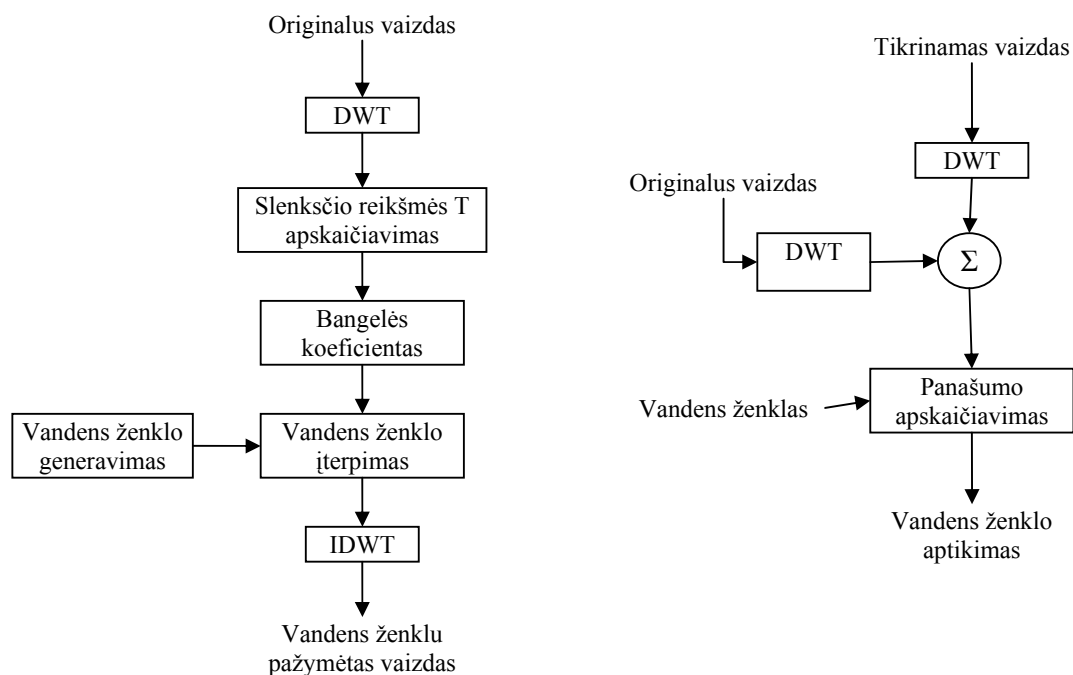 Originalus vaizdas
DWT
Slenksčio reikšmės T
apskaičiavimas
Bangelės
koeficientas
Vandens ženklo
generavimas
Vandens ženklo
įterpimas
IDWT
Vandens ženklu
pažymėtas vaizdas
Tikrinamas vaizdas
DWT
Originalus vaizdas
DWT
Σ
Vandens ženklas
Panašumo
apskaičiavimas
Vandens ženklo
aptikimas